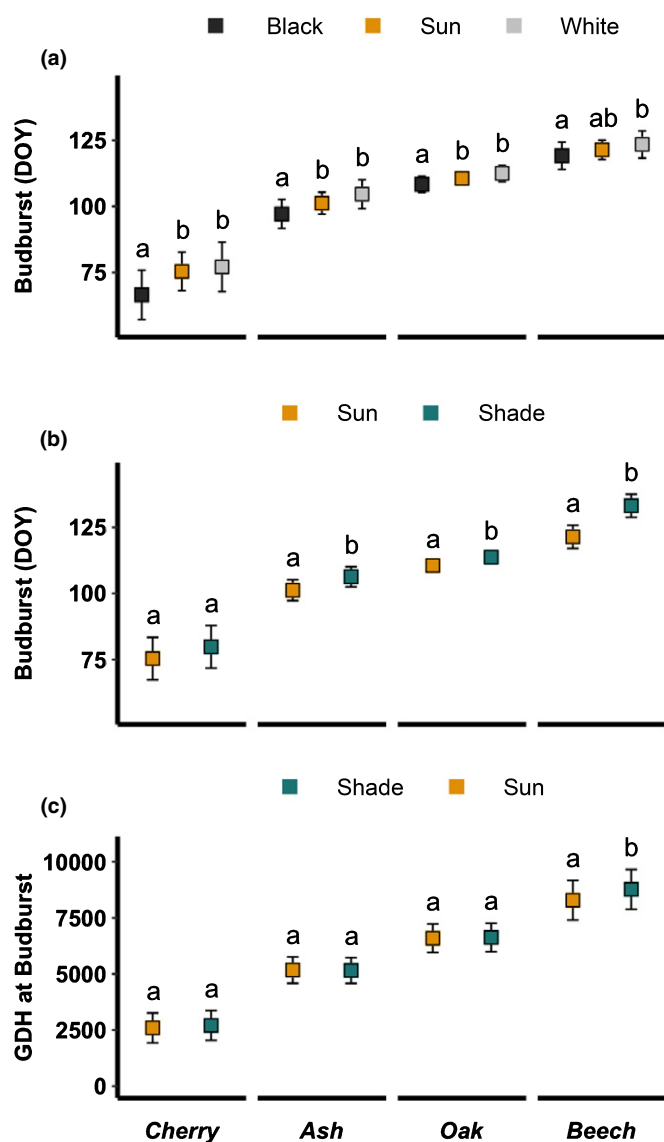 Black Sun White
(a)
a b b a b b a b b a ab b
Budburst (DOY)
125
100
75
Sun Shade
(b)
a a a b a b a b
Budburst (DOY)
125
100
75
Shade Sun
(c)
a a a a a a a b
GDH at Budburst
10000
7500
5000
2500
0
Cherry Ash Oak Beech